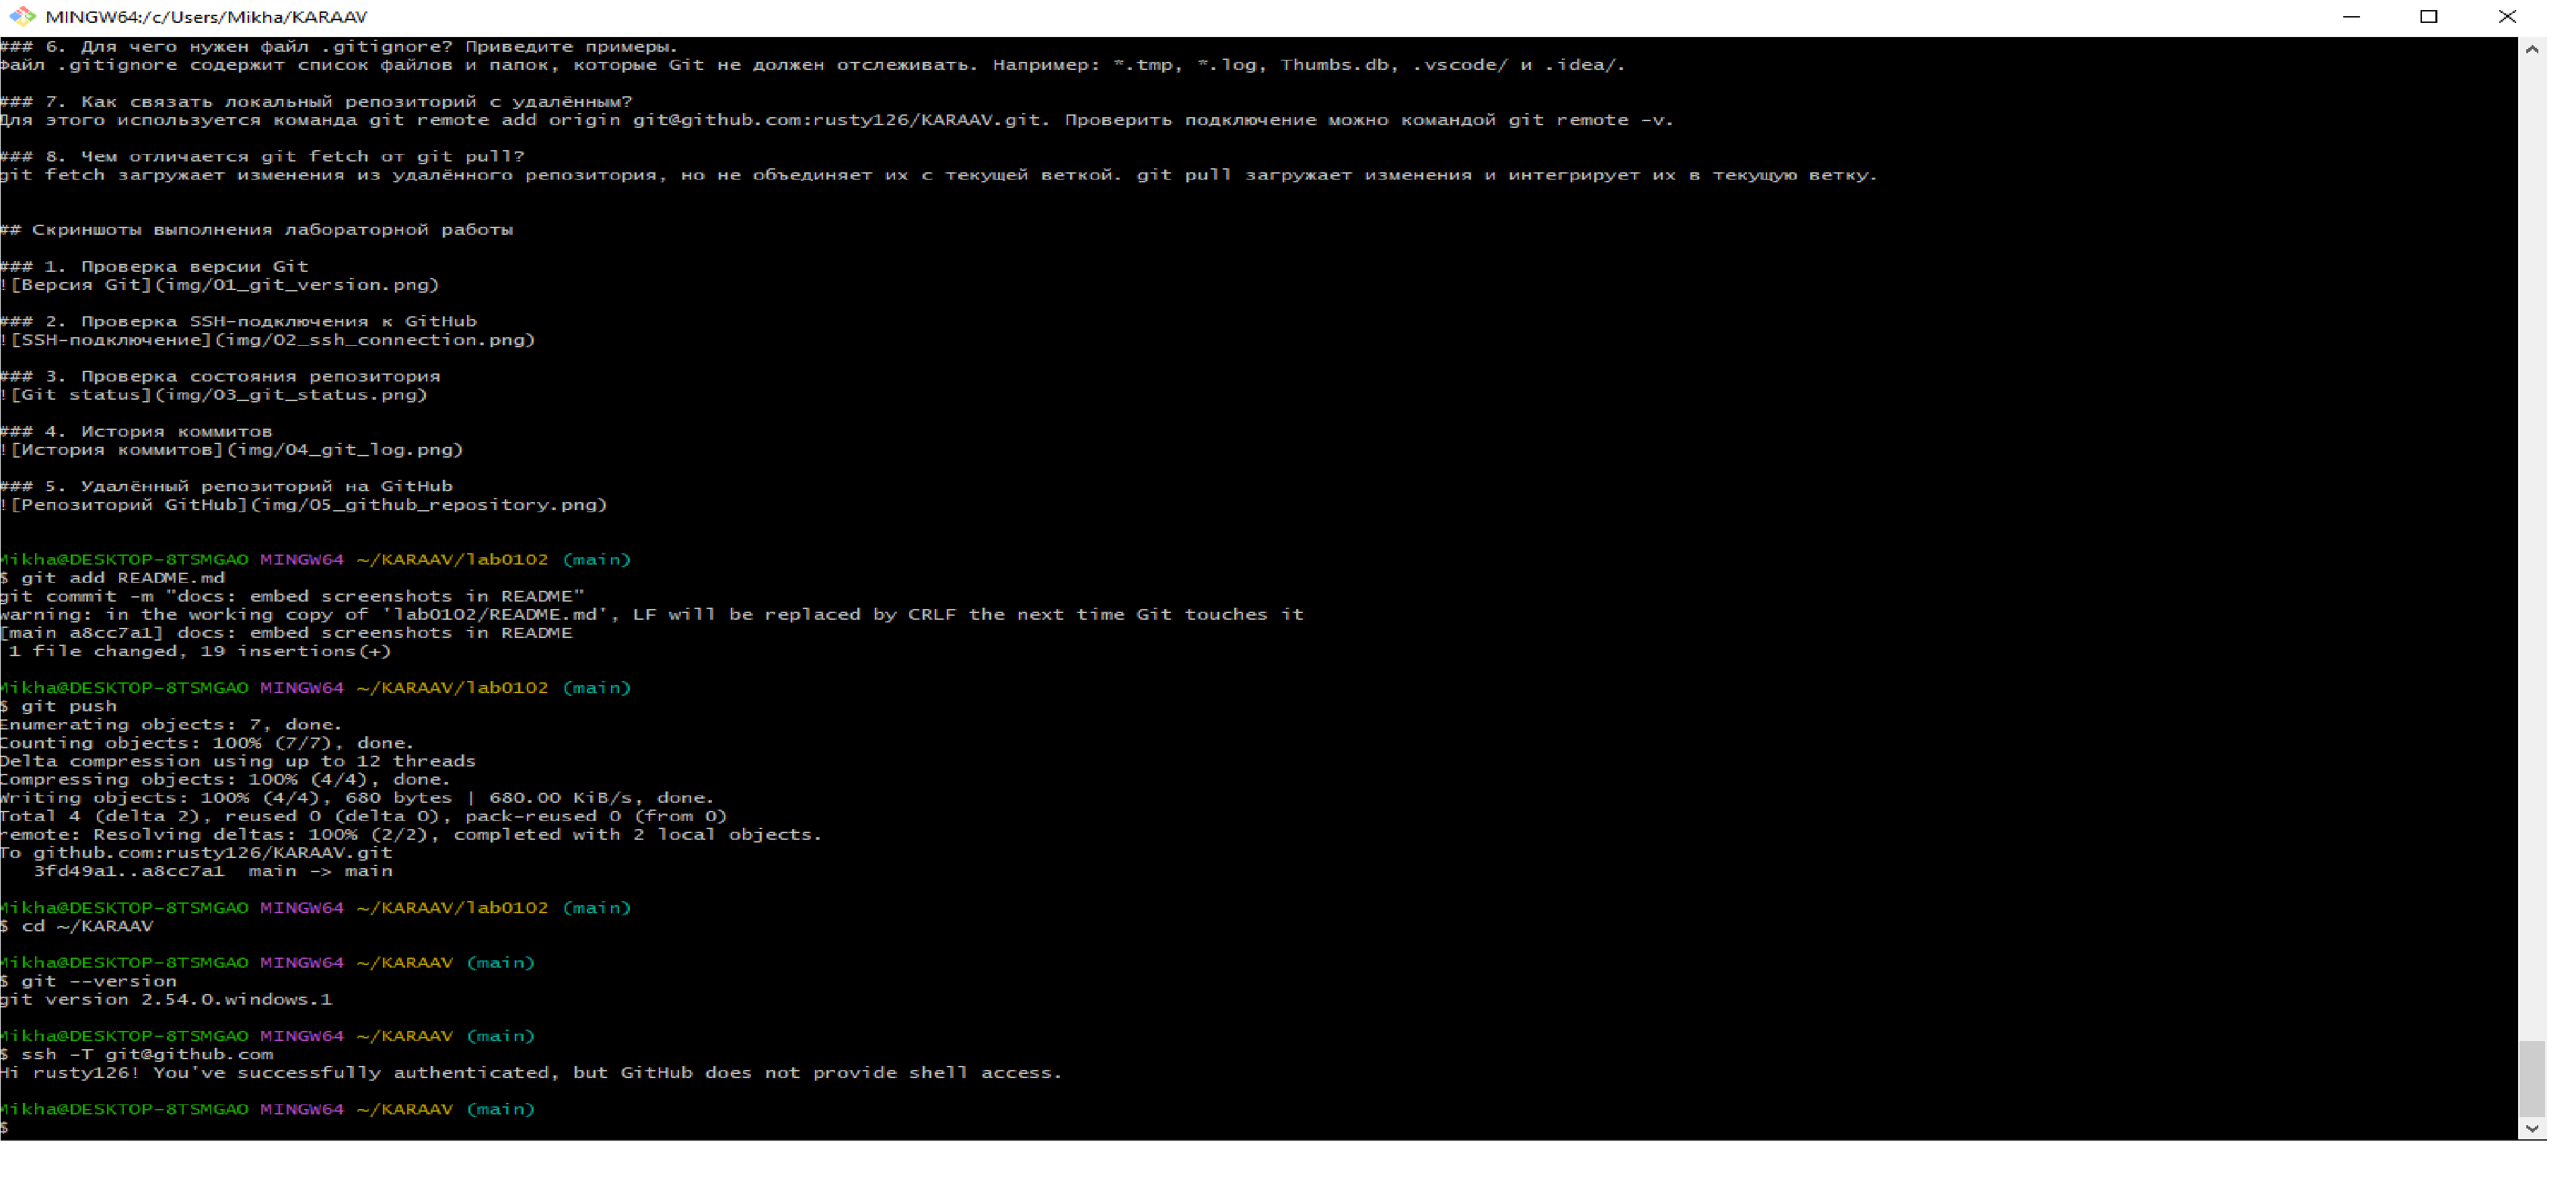 MINGW64:/c/Users/Mikha/KARAAV
### 6. Для чего нужен файл .gitignore? Приведите примеры.
Файл .gitignore содержит список файлов и папок, которые Git не должен отслеживать. Например: *.tmp, *.log, Thumbs.db, .vscode/ и .idea/.
### 7. Как связать локальный репозиторий с удалённым?
Для этого используется команда git remote add origin git@github.com:rusty126/KARAAV.git. Проверить подключение можно командой git remote -v.
### 8. Чем отличается git fetch от git pull?
git fetch загружает изменения из удалённого репозитория, но не объединяет их с текущей веткой. git pull загружает изменения и интегрирует их в текущую ветку.
## Скриншоты выполнения лабораторной работы
### 1. Проверка версии Git
![Версия Git](img/01_git_version.png)
### 2. Проверка SSH-подключения к GitHub
![SSH-подключение](img/02_ssh_connection.png)
### 3. Проверка состояния репозитория
![Git status](img/03_git_status.png)
### 4. История коммитов
![История коммитов](img/04_git_log.png)
### 5. Удалённый репозиторий на GitHub
![Репозиторий GitHub](img/05_github_repository.png)
Mikha@DESKTOP-8TSMGAO MINGW64 ~/KARAAV/lab0102 (main)
$ git add README.md
git commit -m "docs: embed screenshots in README"
warning: in the working copy of 'lab0102/README.md', LF will be replaced by CRLF the next time Git touches it
[main a8cc7a1] docs: embed screenshots in README
1 file changed, 19 insertions(+)
Mikha@DESKTOP-8TSMGAO MINGW64 ~/KARAAV/lab0102 (main)
$ git push
Enumerating objects: 7, done.
Counting objects: 100% (7/7), done.
Delta compression using up to 12 threads
Compressing objects: 100% (4/4), done.
Writing objects: 100% (4/4), 680 bytes | 680.00 KiB/s, done.
Total 4 (delta 2), reused 0 (delta 0), pack-reused 0 (from 0)
remote: Resolving deltas: 100% (2/2), completed with 2 local objects.
To github.com:rusty126/KARAAV.git
3fd49a1..a8cc7a1  main -> main
Mikha@DESKTOP-8TSMGAO MINGW64 ~/KARAAV/lab0102 (main)
$ cd ~/KARAAV
Mikha@DESKTOP-8TSMGAO MINGW64 ~/KARAAV (main)
$ git --version
git version 2.54.0.windows.1
Mikha@DESKTOP-8TSMGAO MINGW64 ~/KARAAV (main)
$ ssh -T git@github.com
Hi rusty126! You've successfully authenticated, but GitHub does not provide shell access.
Mikha@DESKTOP-8TSMGAO MINGW64 ~/KARAAV (main)
$